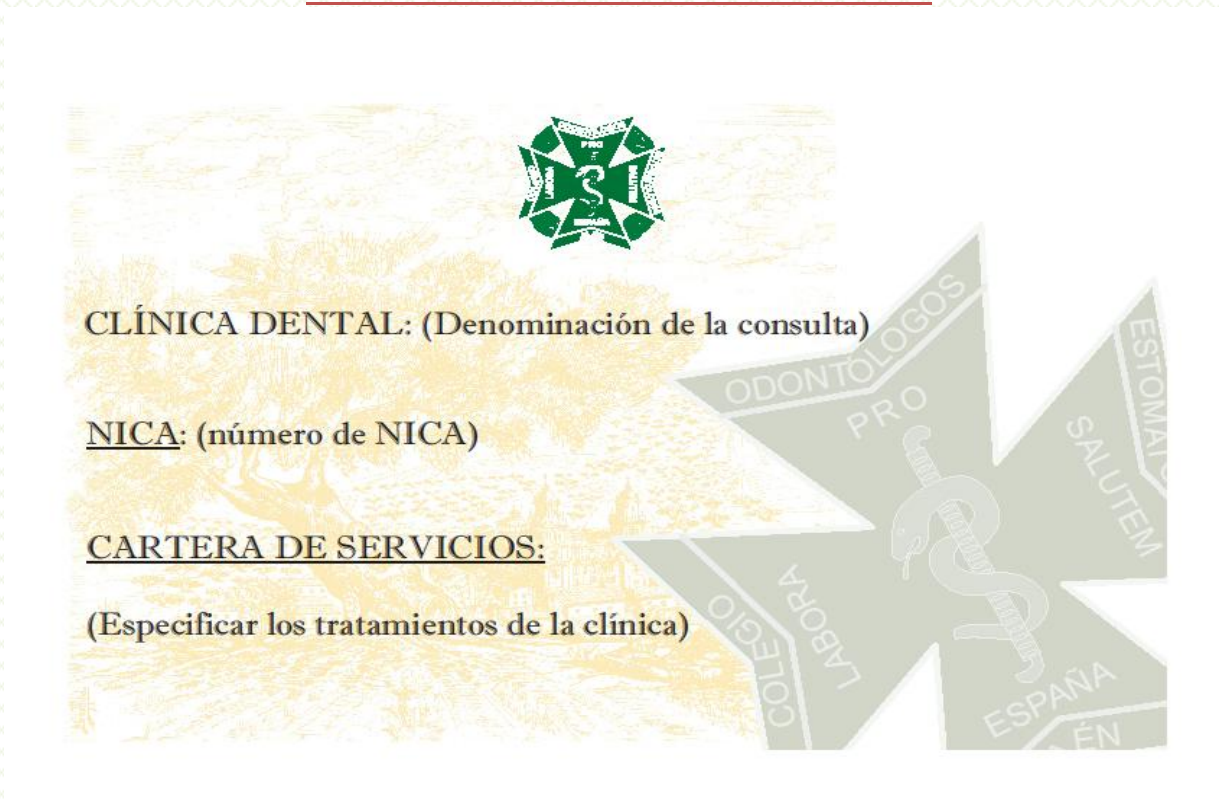 PRO
CLÍNICA DENTAL: (Denominación de la consulta)
NICA: (número de NICA)
CARTERA DE SERVICIOS:
(Especificar los tratamientos de la clínica)
ODONTÓLOGOS
PRO
SALUTEM
COLEGIO
LABORA
ESPAÑA